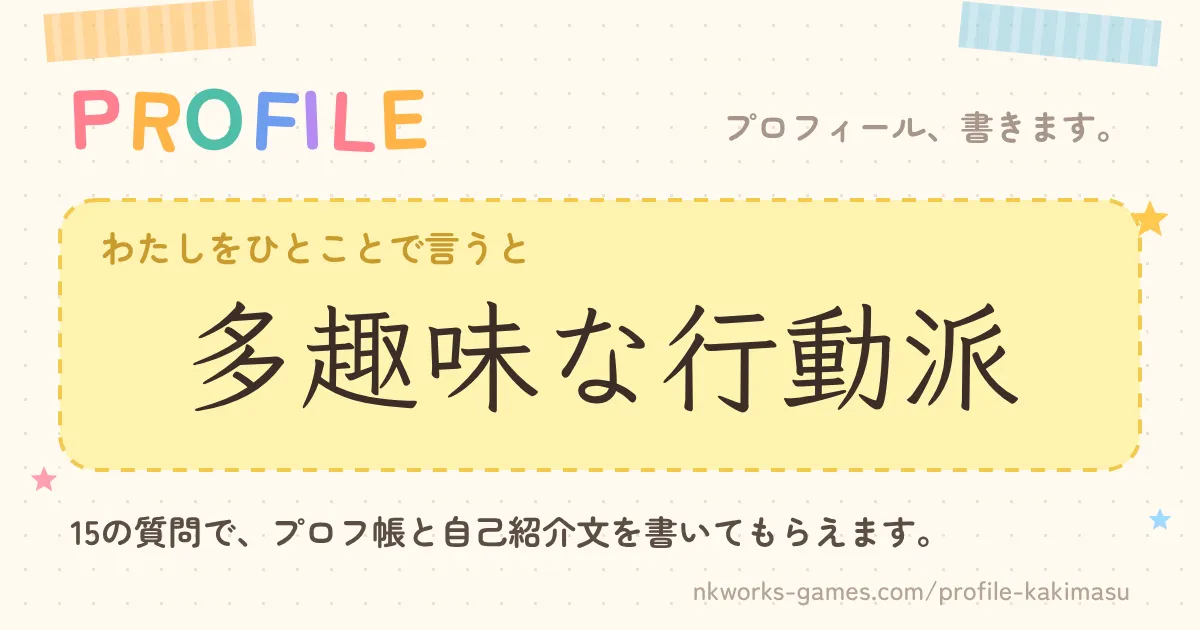 PROFILE
プロフィール、書きます。
わたしをひとことで言うと
多趣味な行動派
15の質問で、プロフ帳と自己紹介文を書いてもらえます。
nkworks-games.com/profile-kakimasu